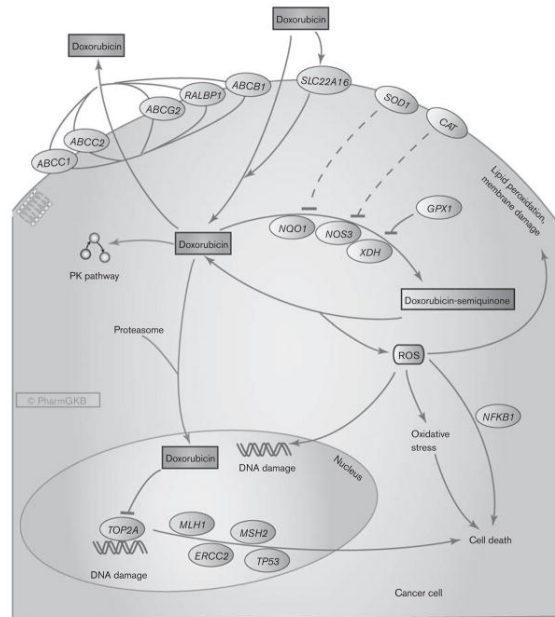 Doxorubicin
Doxorubicin
ABCB1
SLC22A16
RALBP1
ABCG2
ABCC2
ABCC1
SOD1
CAT
Lipid peroxidation,
membrane damage
GPX1
NQO1
NOS3
XDH
Doxorubicin
PK pathway
Doxorubicin-semiquinone
Proteasome
ROS
© PharmGKB
NFKB1
Oxidative
stress
Doxorubicin
DNA damage
Nucleus
TOP2A
MLH1
MSH2
ERCC2
TP53
DNA damage
Cell death
Cancer cell